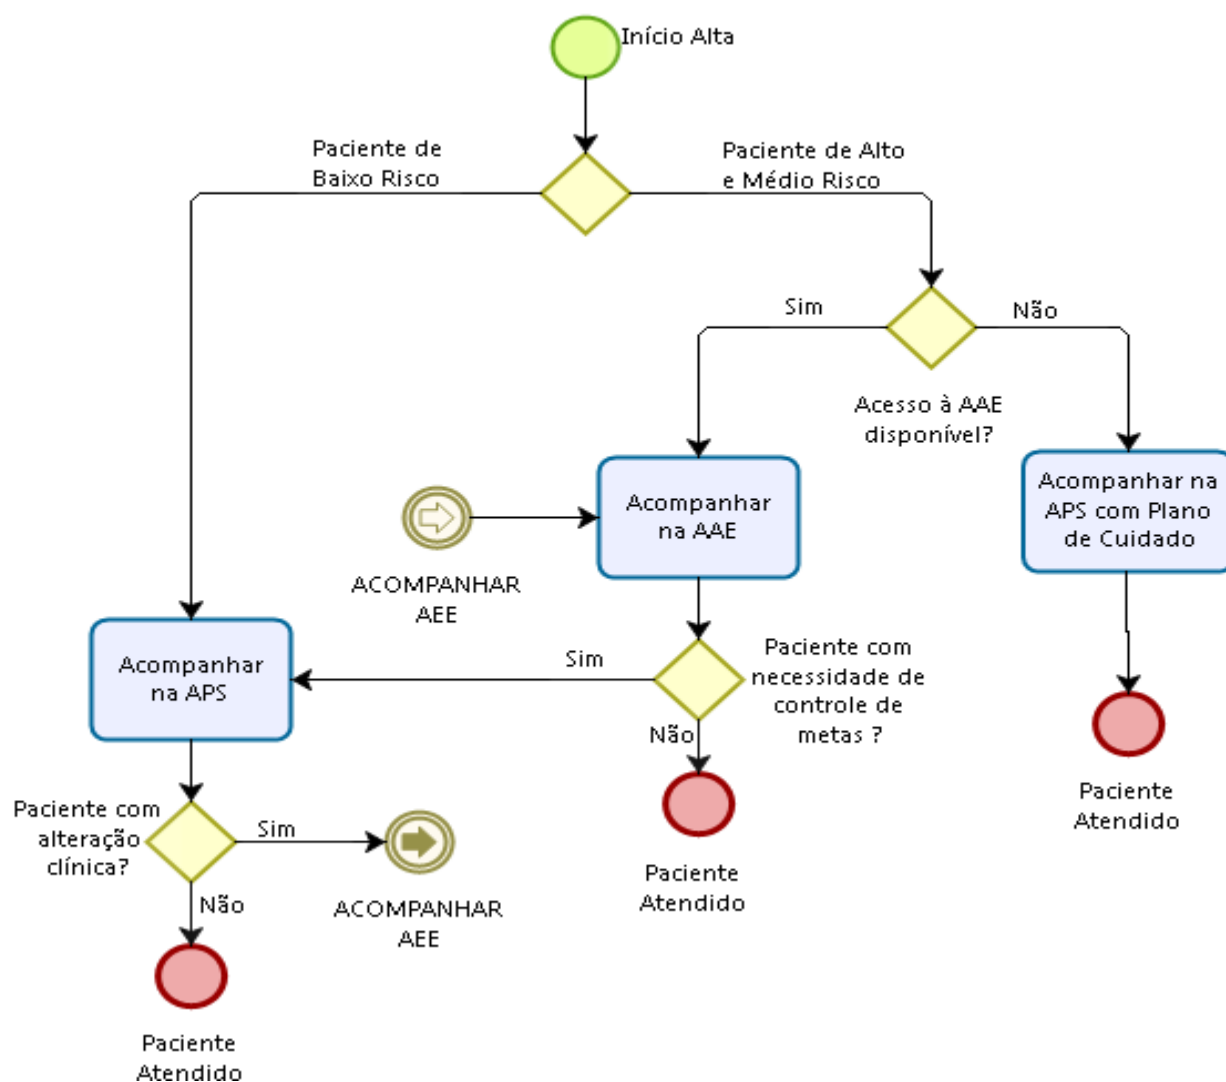 Início Alta
Paciente de
Baixo Risco
Paciente de Alto
e Médio Risco
Sim
Não
Acesso à AAE
disponível?
Acompanhar
na AAE
Acompanhar na
APS com Plano
de Cuidado
ACOMPANHAR
AEE
Acompanhar
na APS
Sim
Paciente com
necessidade de
controle de
metas ?
Não
Paciente
Atendido
Paciente
Atendido
Paciente com
alteração
clínica?
Sim
Não
ACOMPANHAR
AEE
Paciente
Atendido